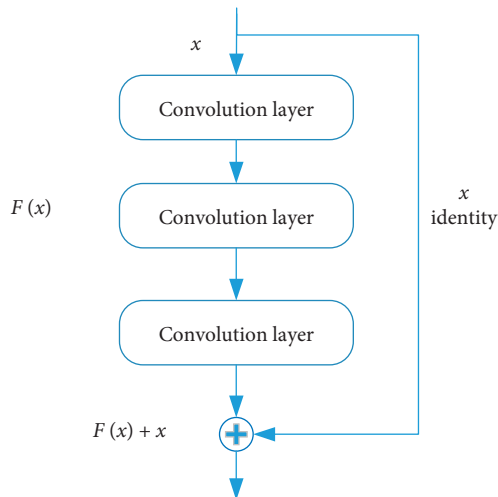 x
Convolution layer
F (x)
Convolution layer
x
identity
Convolution layer
F (x) + x